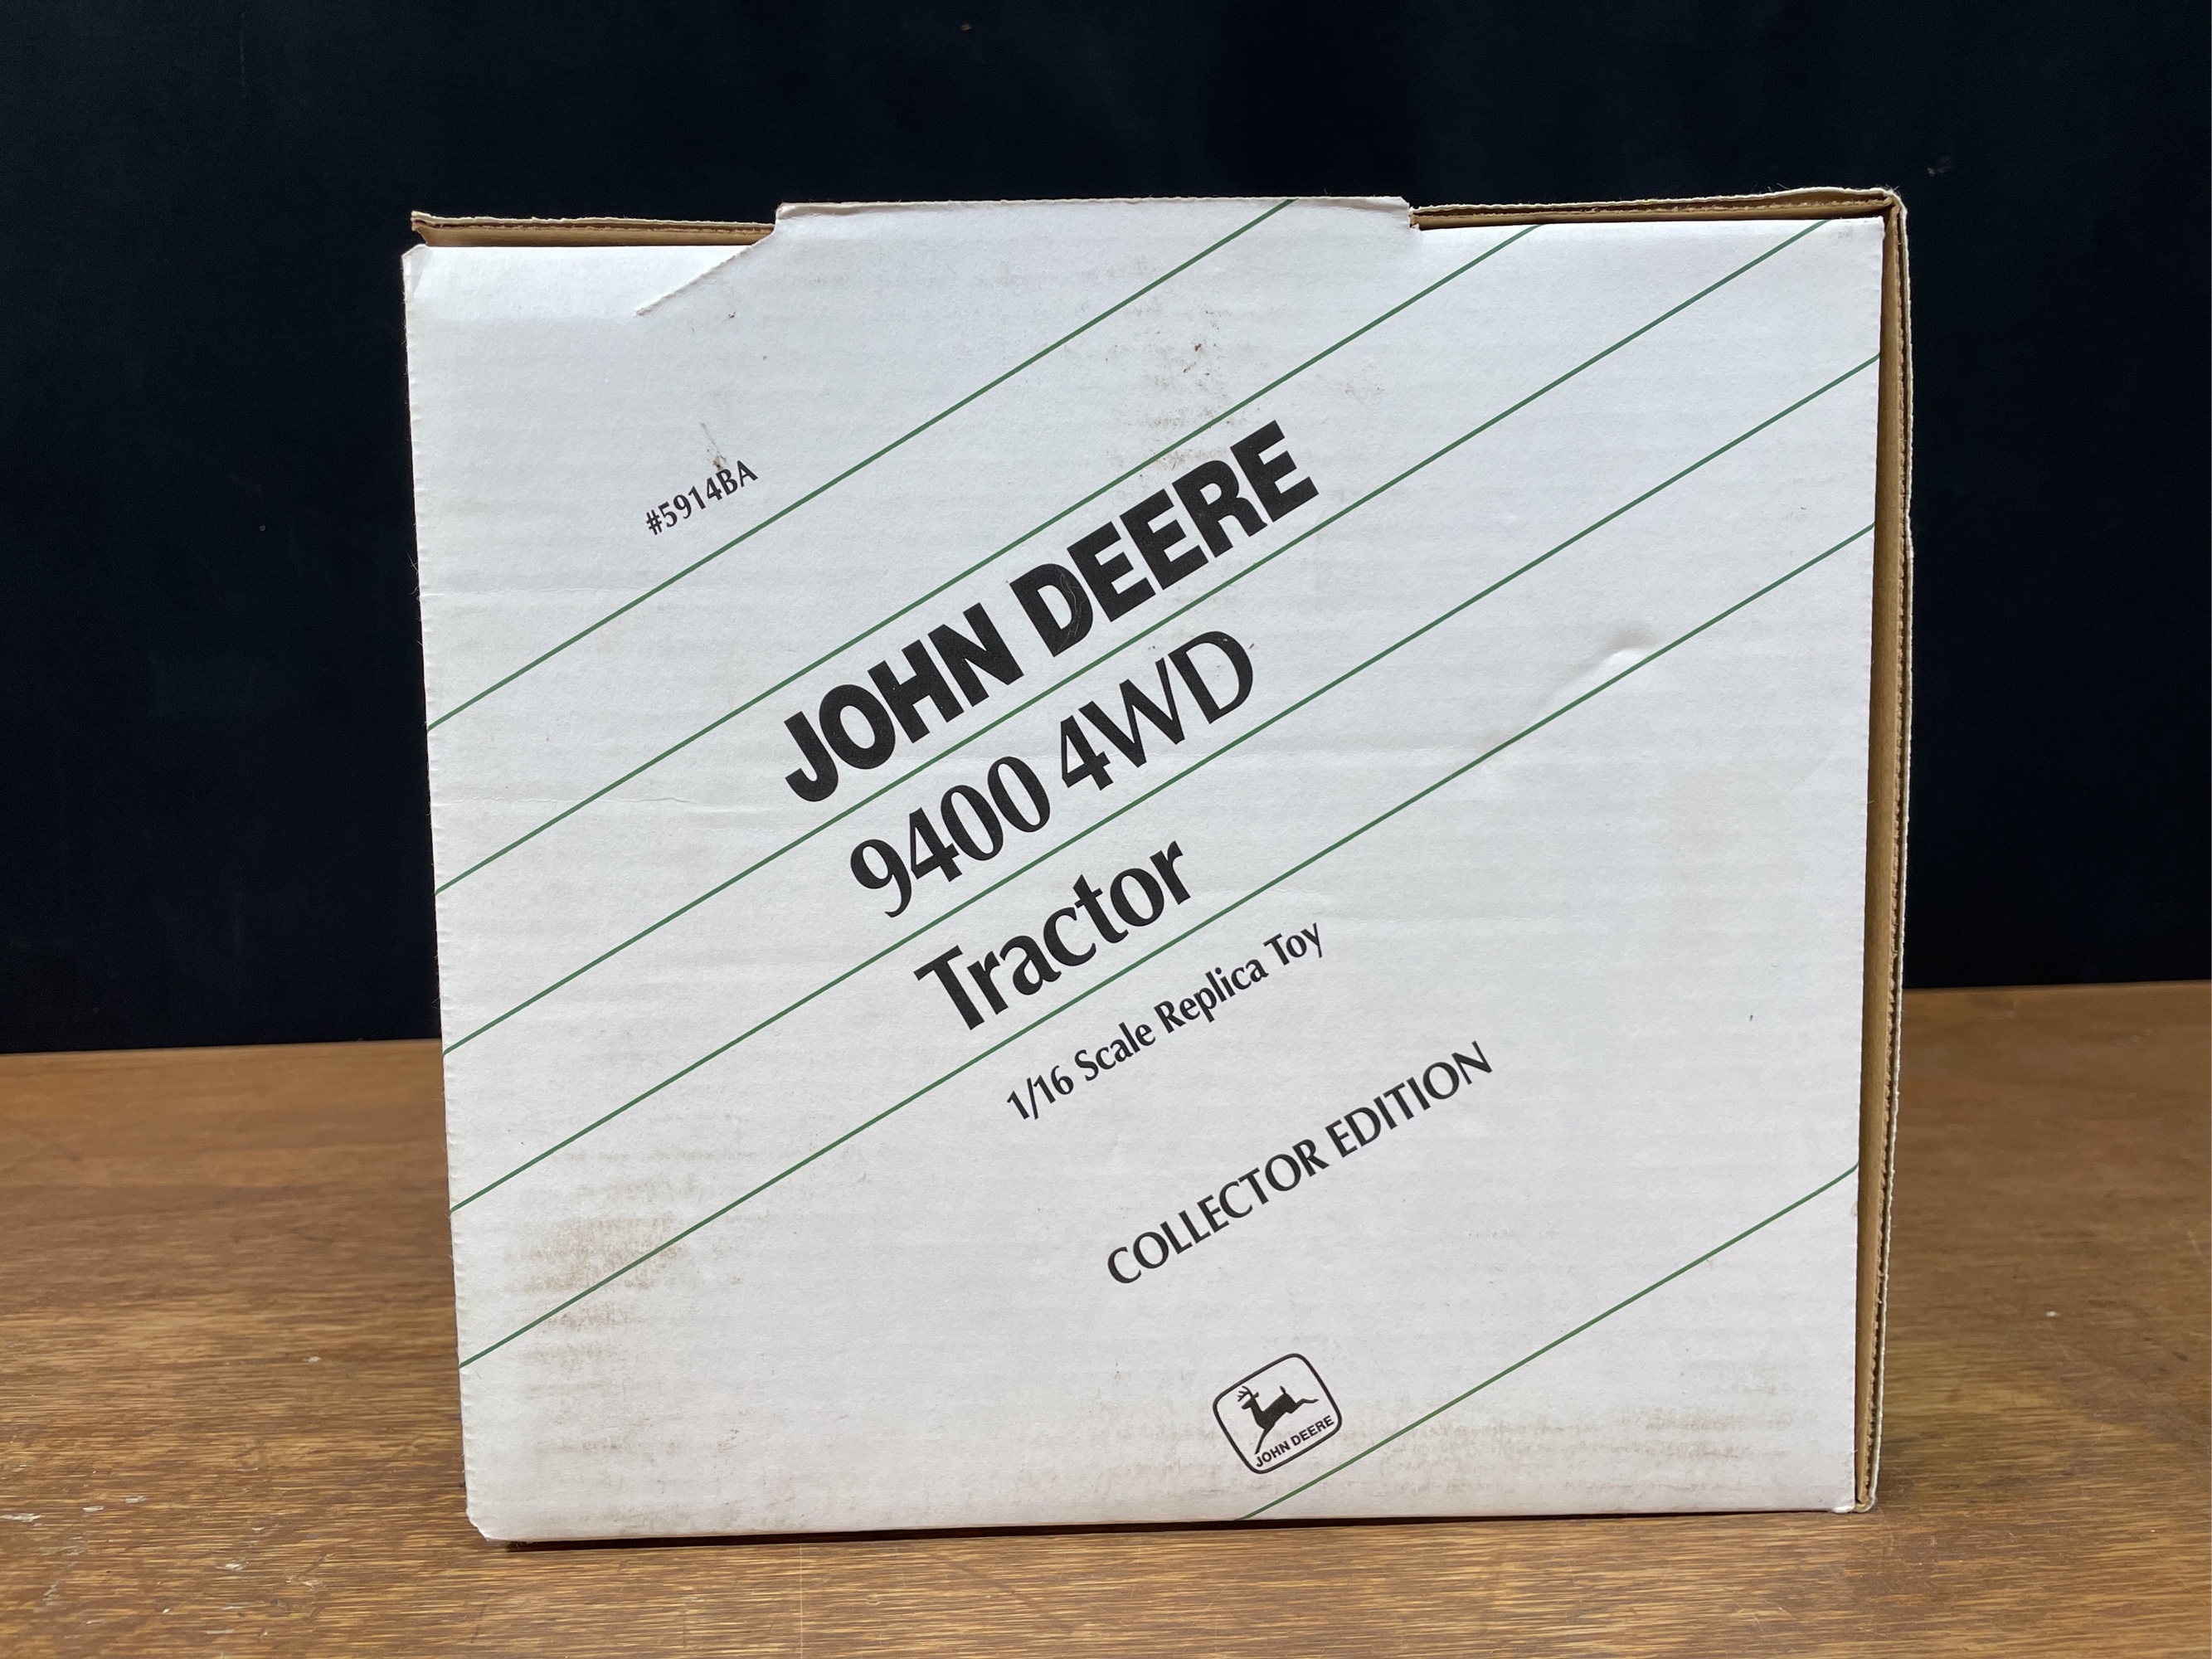 #5914BA
JOHN DEERE
9400 4WD
Tractor
1/16 Scale Replica Toy
COLLECTOR EDITION
JOHN DEERE